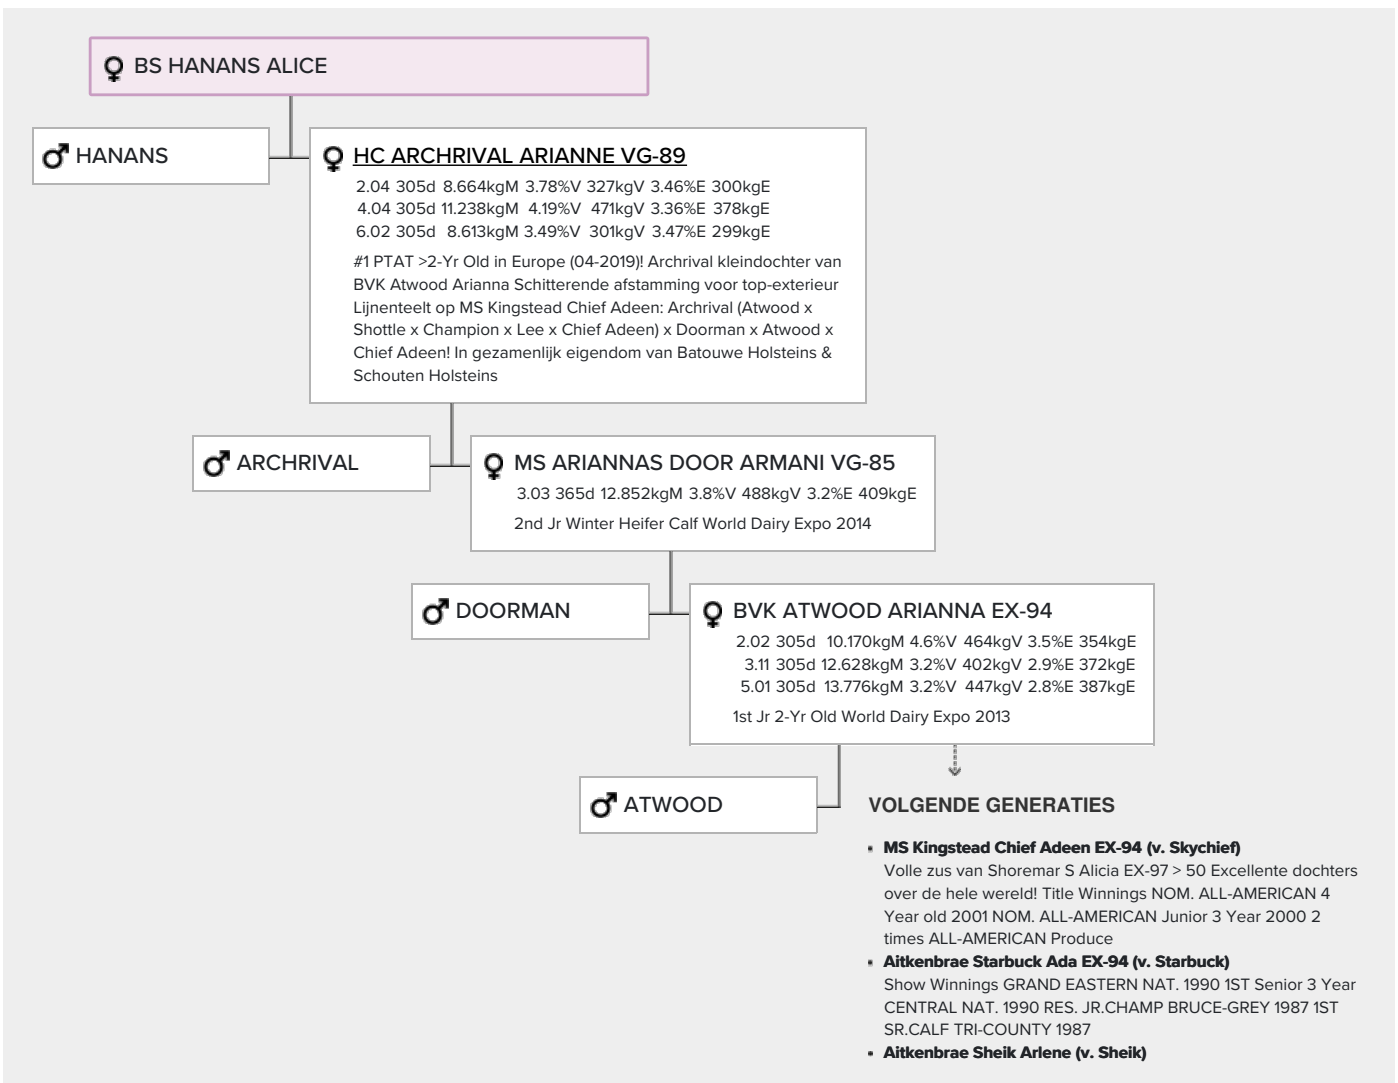 BS HANANS ALICE
HANANS
HC ARCHRIVAL ARIANNE VG-89
2.04 305d 8.664kgM 3.78%V 327kgV 3.46%E 300kgE
4.04 305d 11.238kgM 4.19%V 471kgV 3.36%E 378kgE
6.02 305d 8.613kgM 3.49%V 301kgV 3.47%E 299kgE
#1 PTAT >2-Yr Old in Europe (04-2019)! Archrival kleindochter van
BVK Atwood Arianna Schitterende afstamming voor top-exterieur
Lijnenteelt op MS Kingstead Chief Adeen: Archrival (Atwood x
Shottle x Champion x Lee x Chief Adeen) x Doorman x Atwood x
Chief Adeen! In gezamenlijk eigendom van Batouwe Holsteins &
Schouten Holsteins
ARCHRIVAL
MS ARIANNAS DOOR ARMANI VG-85
3.03 365d 12.852kgM 3.8%V 488kgV 3.2%E 409kgE
2nd Jr Winter Heifer Calf World Dairy Expo 2014
DOORMAN
BVK ATWOOD ARIANNA EX-94
2.02 305d 10.170kgM 4.6%V 464kgV 3.5%E 354kgE
3.11 305d 12.628kgM 3.2%V 402kgV 2.9%E 372kgE
5.01 305d 13.776kgM 3.2%V 447kgV 2.8%E 387kgE
1st Jr 2-Yr Old World Dairy Expo 2013
ATWOOD
VOLGENDE GENERATIES
MS Kingstead Chief Adeen EX-94 (v. Skychief)
Volle zus van Shoremar S Alicia EX-97 > 50 Excellente dochters
over de hele wereld! Title Winnings NOM. ALL-AMERICAN 4
Year old 2001 NOM. ALL-AMERICAN Junior 3 Year 2000 2
times ALL-AMERICAN Produce
Aitkenbrae Starbuck Ada EX-94 (v. Starbuck)
Show Winnings GRAND EASTERN NAT. 1990 1ST Senior 3 Year
CENTRAL NAT. 1990 RES. JR.CHAMP BRUCE-GREY 1987 1ST
SR.CALF TRI-COUNTY 1987
Aitkenbrae Sheik Arlene (v. Sheik)